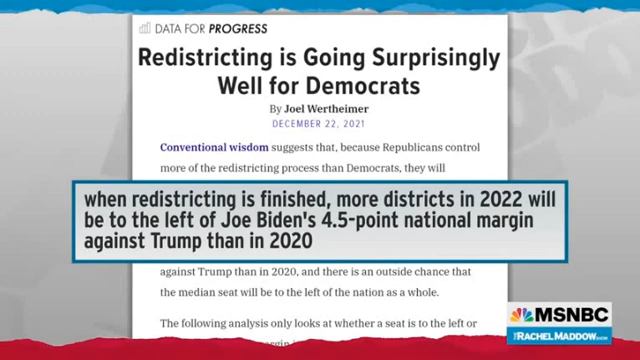 DATA FOR PROGRESS
Redistricting is Going Surprisingly
Well for Democrats
By Joel Wertheimer
DECEMBER 22, 2021
Conventional wisdom suggests that, because Republicans control
more of the redistricting process than Democrats, they will
when redistricting is finished, more districts in 2022 will
be to the left of Joe Biden's 4.5-point national margin
against Trump than in 2020
against Trump than in 2020, and there is an outside chance that
the median seat will be to the left of the nation as a whole.
The following analysis only looks at whether a seat is to the left or
MSNBC
THE RACHEL MADDOW SHOW